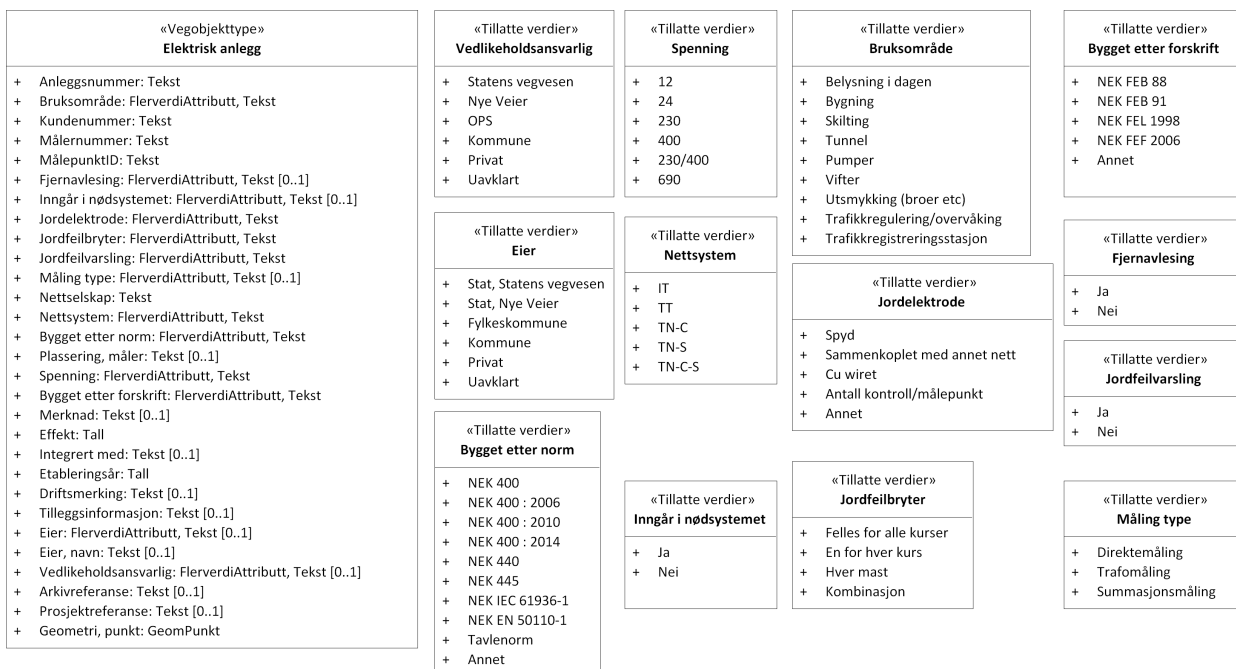 «Vegobjekttype»
Elektrisk anlegg
+ Anleggsnummer: Tekst
+ Bruksområde: FlerverdiAttributt, Tekst
+ Kundenummer: Tekst
+ Målernummer: Tekst
+ MålepunktID: Tekst
+ Fjernavlesing: FlerverdiAttributt, Tekst [0..1]
+ Inngår i nødsystemet: FlerverdiAttributt, Tekst [0..1]
+ Jordelektrode: FlerverdiAttributt, Tekst
+ Jordfeilbryter: FlerverdiAttributt, Tekst
+ Jordfeilvarsling: FlerverdiAttributt, Tekst
+ Måling type: FlerverdiAttributt, Tekst [0..1]
+ Nettselskap: Tekst
+ Nettsystem: FlerverdiAttributt, Tekst
+ Bygget etter norm: FlerverdiAttributt, Tekst
+ Plassering, måler: Tekst [0..1]
+ Spenning: FlerverdiAttributt, Tekst
+ Bygget etter forskrift: FlerverdiAttributt, Tekst
+ Merknad: Tekst [0..1]
+ Effekt: Tall
+ Integrert med: Tekst [0..1]
+ Etableringsår: Tall
+ Driftsmerking: Tekst [0..1]
+ Tilleggsinformasjon: Tekst [0..1]
+ Eier: FlerverdiAttributt, Tekst [0..1]
+ Eier, navn: Tekst [0..1]
+ Vedlikeholdsansvarlig: FlerverdiAttributt, Tekst [0..1]
+ Arkivreferanse: Tekst [0..1]
+ Prosjektreferanse: Tekst [0..1]
+ Geometri, punkt: GeomPunkt
«Tillatte verdier»
Vedlikeholdsansvarlig
+ Statens vegvesen
+ Nye Veier
+ OPS
+ Kommune
+ Privat
+ Uavklart
«Tillatte verdier»
Eier
+ Stat, Statens vegvesen
+ Stat, Nye Veier
+ Fylkeskommune
+ Kommune
+ Privat
+ Uavklart
«Tillatte verdier»
Bygget etter norm
+ NEK 400
+ NEK 400 : 2006
+ NEK 400 : 2010
+ NEK 400 : 2014
+ NEK 440
+ NEK 445
+ NEK IEC 61936-1
+ NEK EN 50110-1
+ Tavlenorm
+ Annet
«Tillatte verdier»
Spenning
+ 12
+ 24
+ 230
+ 400
+ 230/400
+ 690
«Tillatte verdier»
Nettsystem
+ IT
+ TT
+ TN-C
+ TN-S
+ TN-C-S
«Tillatte verdier»
Inngår i nødsystemet
+ Ja
+ Nei
«Tillatte verdier»
Bruksområde
+ Belysning i dagen
+ Bygning
+ Skilting
+ Tunnel
+ Pumper
+ Vifter
+ Utsmykking (broer etc)
+ Trafikkregulering/overvåking
+ Trafikkregistreringsstasjon
«Tillatte verdier»
Jordelektrode
+ Spyd
+ Sammenkoplet med annet nett
+ Cu wiret
+ Antall kontroll/målepunkt
+ Annet
«Tillatte verdier»
Jordfeilbryter
+ Felles for alle kurser
+ En for hver kurs
+ Hver mast
+ Kombinasjon
«Tillatte verdier»
Bygget etter forskrift
+ NEK FEB 88
+ NEK FEB 91
+ NEK FEL 1998
+ NEK FEF 2006
+ Annet
«Tillatte verdier»
Fjernavlesing
+ Ja
+ Nei
«Tillatte verdier»
Jordfeilvarsling
+ Ja
+ Nei
«Tillatte verdier»
Måling type
+ Direktemåling
+ Trafomåling
+ Summasjonsmåling